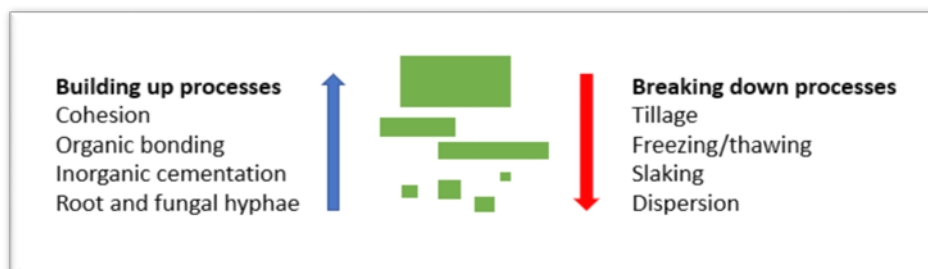 Building up processes
Cohesion
Organic bonding
Inorganic cementation
Root and fungal hyphae
Breaking down processes
Tillage
Freezing/thawing
Slaking
Dispersion